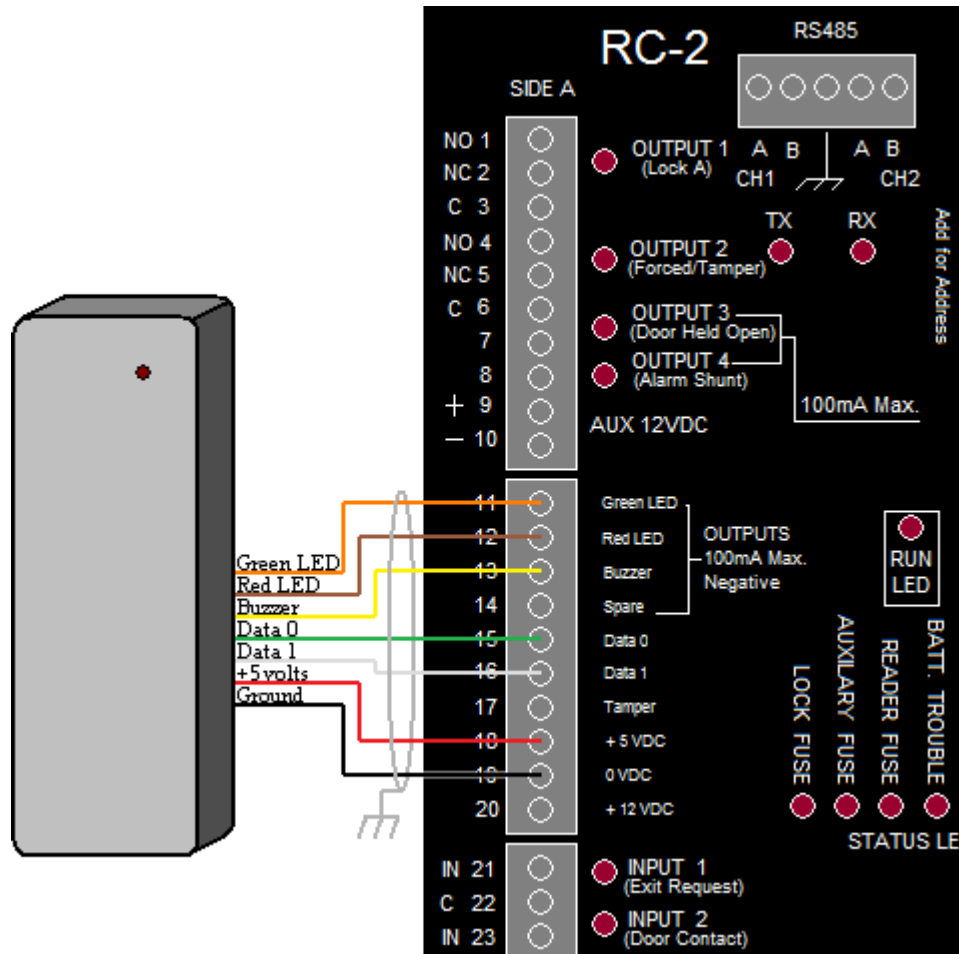 RC-2
RS485
SIDE A
NO 1
NC 2
C 3
NO 4
NC 5
C 6
7
8
+ 9
− 10
OUTPUT 1
(Lock A)
A B A B
CH1 CH2
TX RX
OUTPUT 2
(Forced/Tamper)
OUTPUT 3
(Door Held Open)
OUTPUT 4
(Alarm Shunt)
100mA Max.
AUX 12VDC
Add for Address
Green LED
Red LED
Buzzer
Data 0
Data 1
+5 volts
Ground
11
12
13
14
15
16
17
18
19
20
Green LED
Red LED
Buzzer
Spare
Data 0
Data 1
Tamper
+ 5 VDC
0 VDC
+ 12 VDC
OUTPUTS
100mA Max.
Negative
RUN
LED
LOCK FUSE
AUXILARY FUSE
READER FUSE
BATT. TROUBLE
STATUS LE
IN 21
C 22
IN 23
INPUT 1
(Exit Request)
INPUT 2
(Door Contact)